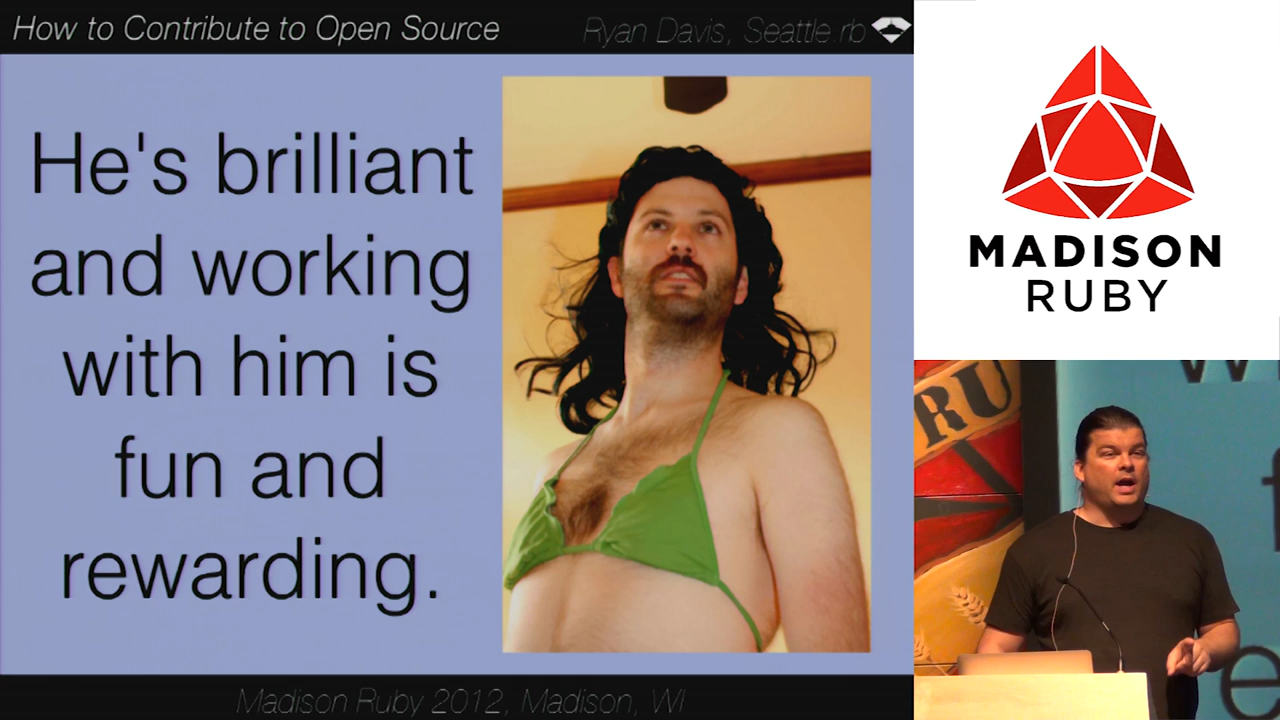 How to Contribute to Open Source
Ryan Davis, Seattle.rb
He's brilliant
and working
with him is
fun and
rewarding.
Madison Ruby 2012, Madison, WI
MADISON
RUBY
RU